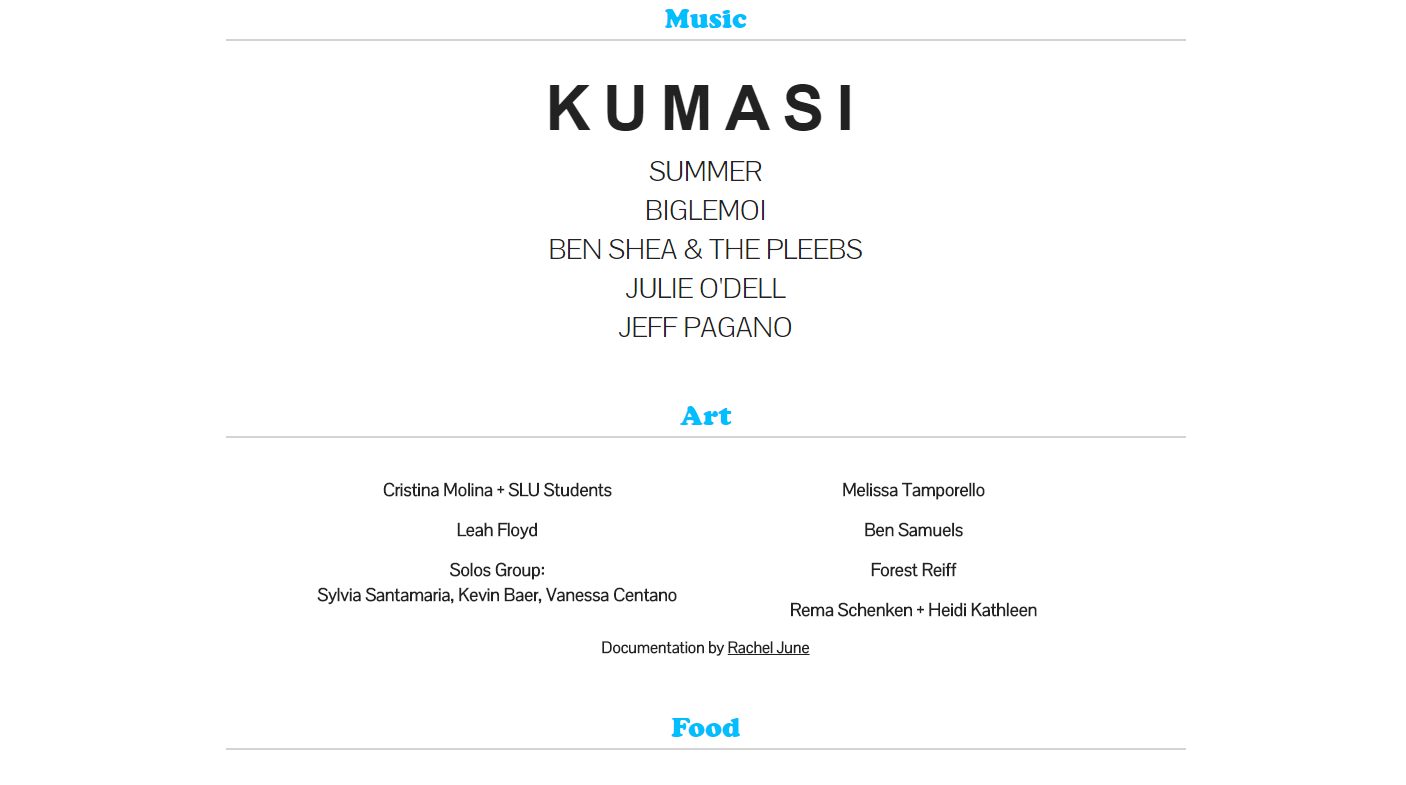 Music
KUMASI
SUMMER
BIGLEMOI
BEN SHEA & THE PLEEBS
JULIE O'DELL
JEFF PAGANO
Art
Cristina Molina + SLU Students
Leah Floyd
Solos Group:
Sylvia Santamaria, Kevin Baer, Vanessa Centano
Melissa Tamporello
Ben Samuels
Forest Reiff
Rema Schenken + Heidi Kathleen
Documentation by Rachel June
Food